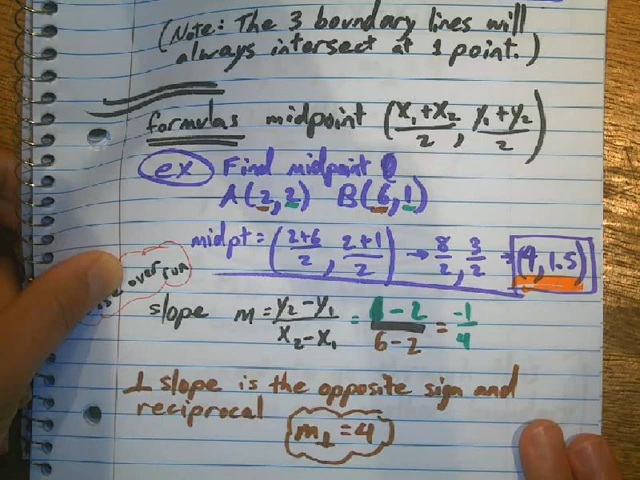 (Note: The 3 boundary lines will
always intersect at 1 point.)
formulas midpoint (x₁+x₂/2, y₁+y₂/2)
ex Find midpoint
A(2,2) B(6,1)
midpt = (2+6/2, 2+1/2) → 8/2, 3/2 → (4, 1.5)
over run
slope m = y₂-y₁/x₂-x₁ = 1-2/6-2 = -1/4
⊥ slope is the opposite sign and
reciprocal
m⊥ = 4